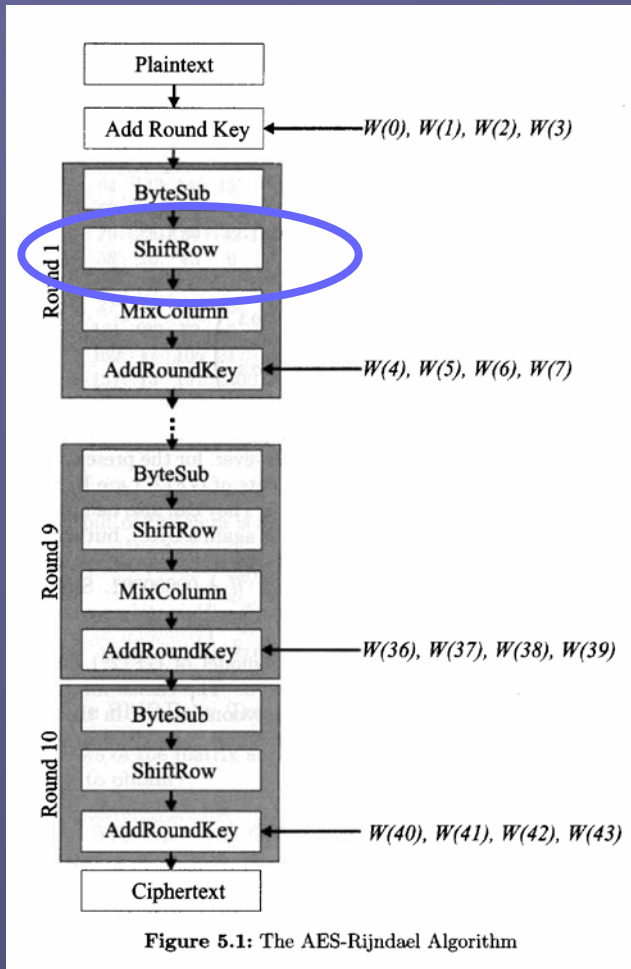 Plaintext
Add Round Key
W(0), W(1), W(2), W(3)
Round 1
ByteSub
ShiftRow
MixColumn
AddRoundKey
W(4), W(5), W(6), W(7)
Round 9
ByteSub
ShiftRow
MixColumn
AddRoundKey
W(36), W(37), W(38), W(39)
Round 10
ByteSub
ShiftRow
AddRoundKey
W(40), W(41), W(42), W(43)
Ciphertext
Figure 5.1: The AES-Rijndael Algorithm